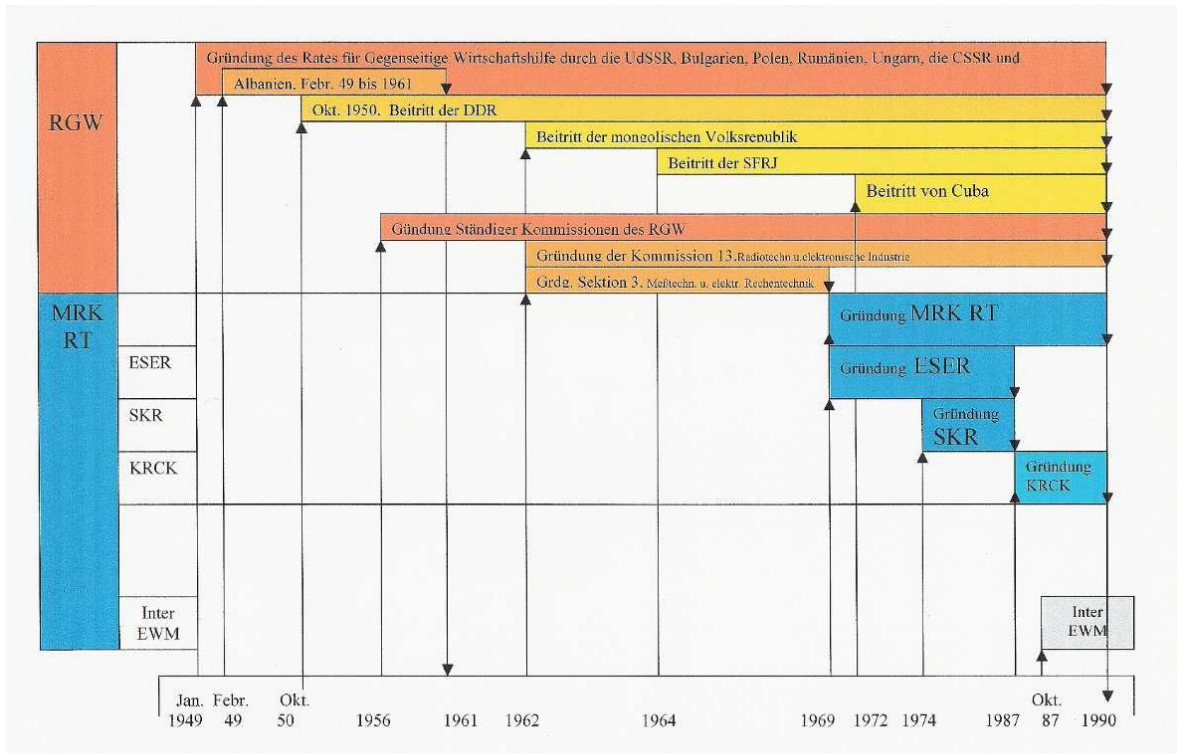 Gründung des Rates für Gegenseitige Wirtschaftshilfe durch die UdSSR, Bulgarien, Polen, Rumänien, Ungarn, die CSSR und
Albanien. Febr. 49 bis 1961
RGW
Okt. 1950. Beitritt der DDR
Beitritt der mongolischen Volksrepublik
Beitritt der SFRJ
Beitritt von Cuba
Gündung Ständiger Kommissionen des RGW
Gründung der Kommission 13.Radiotechn.u.elektronische Industrie
Grdg. Sektion 3. Meßtechn. u. elektr. Rechentechnik
MRK
RT
Gründung MRK RT
ESER
Gründung ESER
SKR
Gründung
SKR
KRCK
Gründung
KRCK
Inter
EWM
Inter
EWM
Jan. Febr. Okt. Okt.
1949 49 50 1956 1961 1962 1964 1969 1972 1974 1987 87 1990